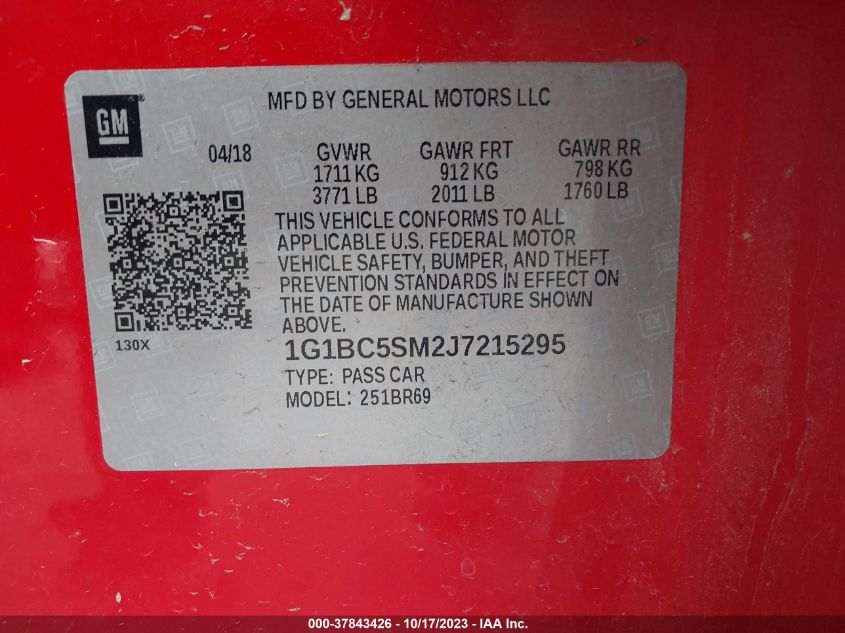 MFD BY GENERAL MOTORS LLC
GM
04/18 GVWR GAWR FRT GAWR RR
1711 KG 912 KG 798 KG
3771 LB 2011 LB 1760 LB
THIS VEHICLE CONFORMS TO ALL
APPLICABLE U.S. FEDERAL MOTOR
VEHICLE SAFETY, BUMPER, AND THEFT
PREVENTION STANDARDS IN EFFECT ON
THE DATE OF MANUFACTURE SHOWN
ABOVE.
130X
1G1BC5SM2J7215295
TYPE: PASS CAR
MODEL: 251BR69
000-37843426 - 10/17/2023 - IAA Inc.